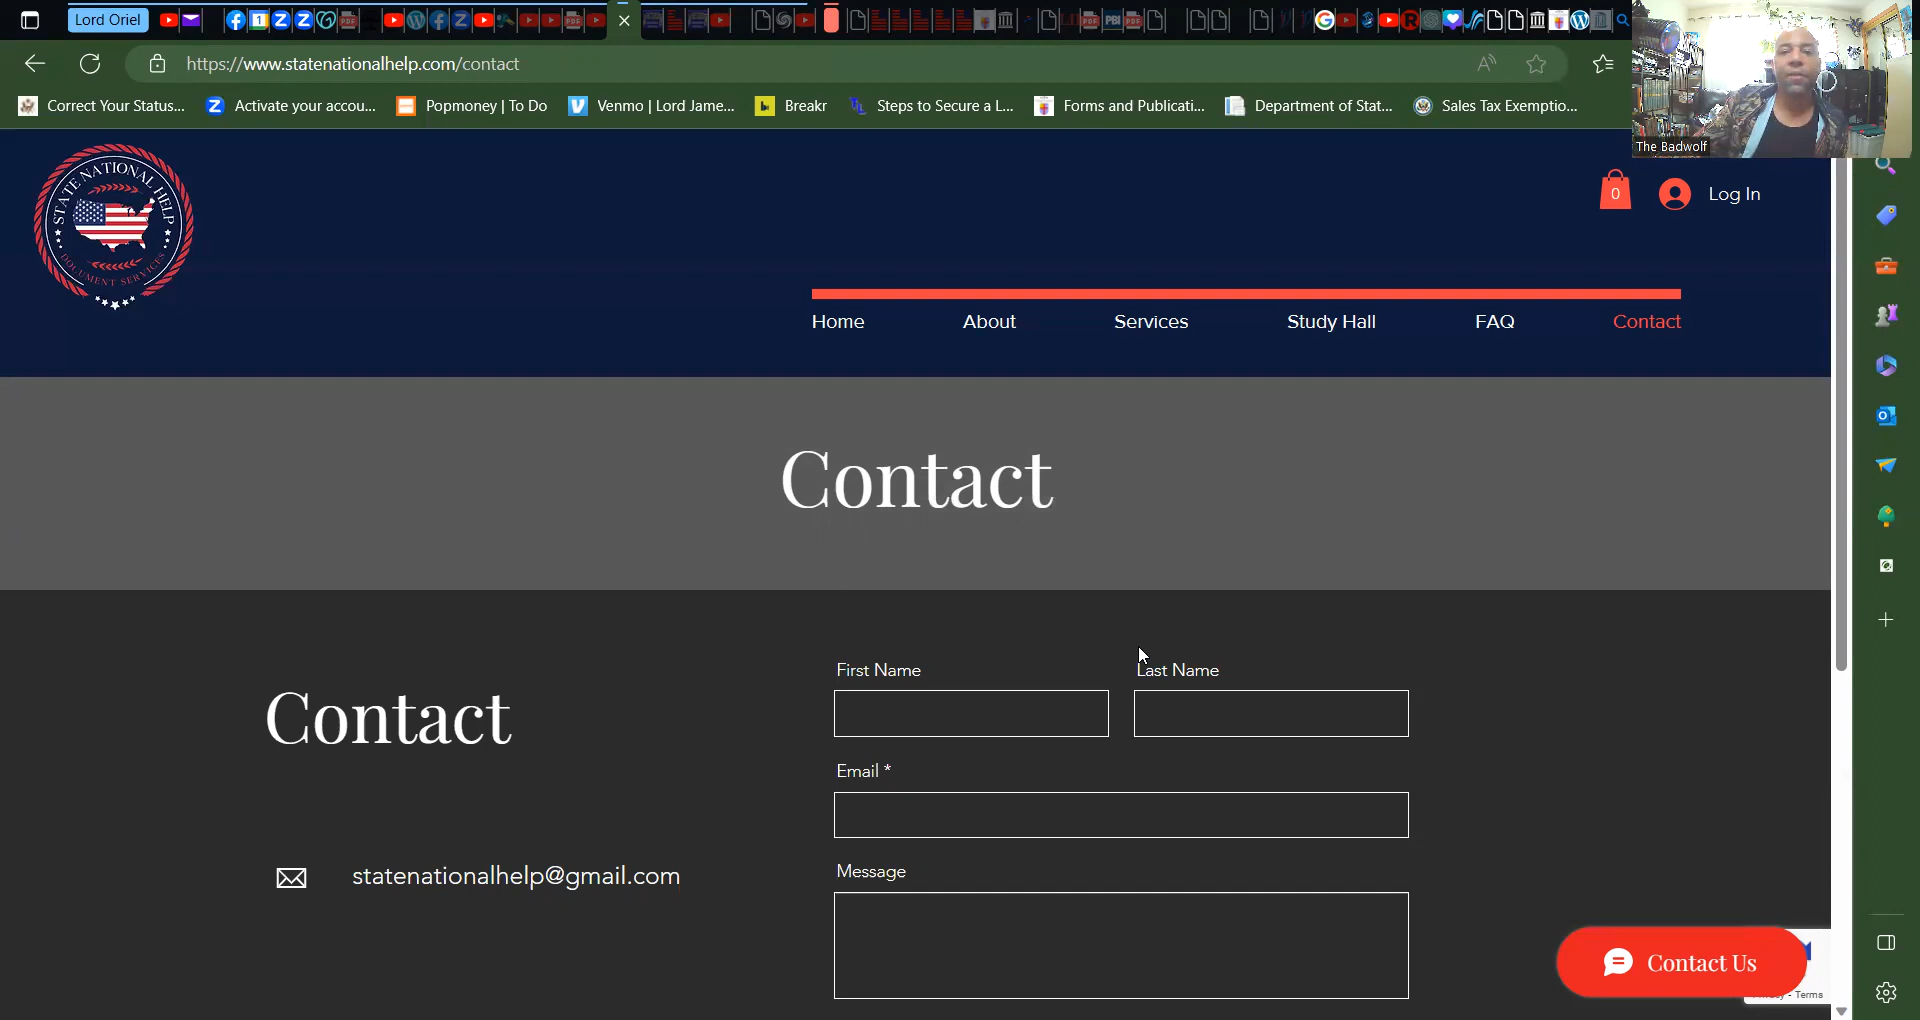 Lord Oriel
https://www.statenationalhelp.com/contact
Correct Your Status...
Activate your accou...
Popmoney | To Do
Venmo | Lord Jame...
Breakr
Steps to Secure a L...
Forms and Publicati...
Department of Stat...
Sales Tax Exemptio...
The Badwolf
STATE NATIONAL HELP
DOCUMENT SERVICES
0
Log In
Home
About
Services
Study Hall
FAQ
Contact
Contact
Contact
statenationalhelp@gmail.com
First Name
Last Name
Email *
Message
Contact Us
- Terms